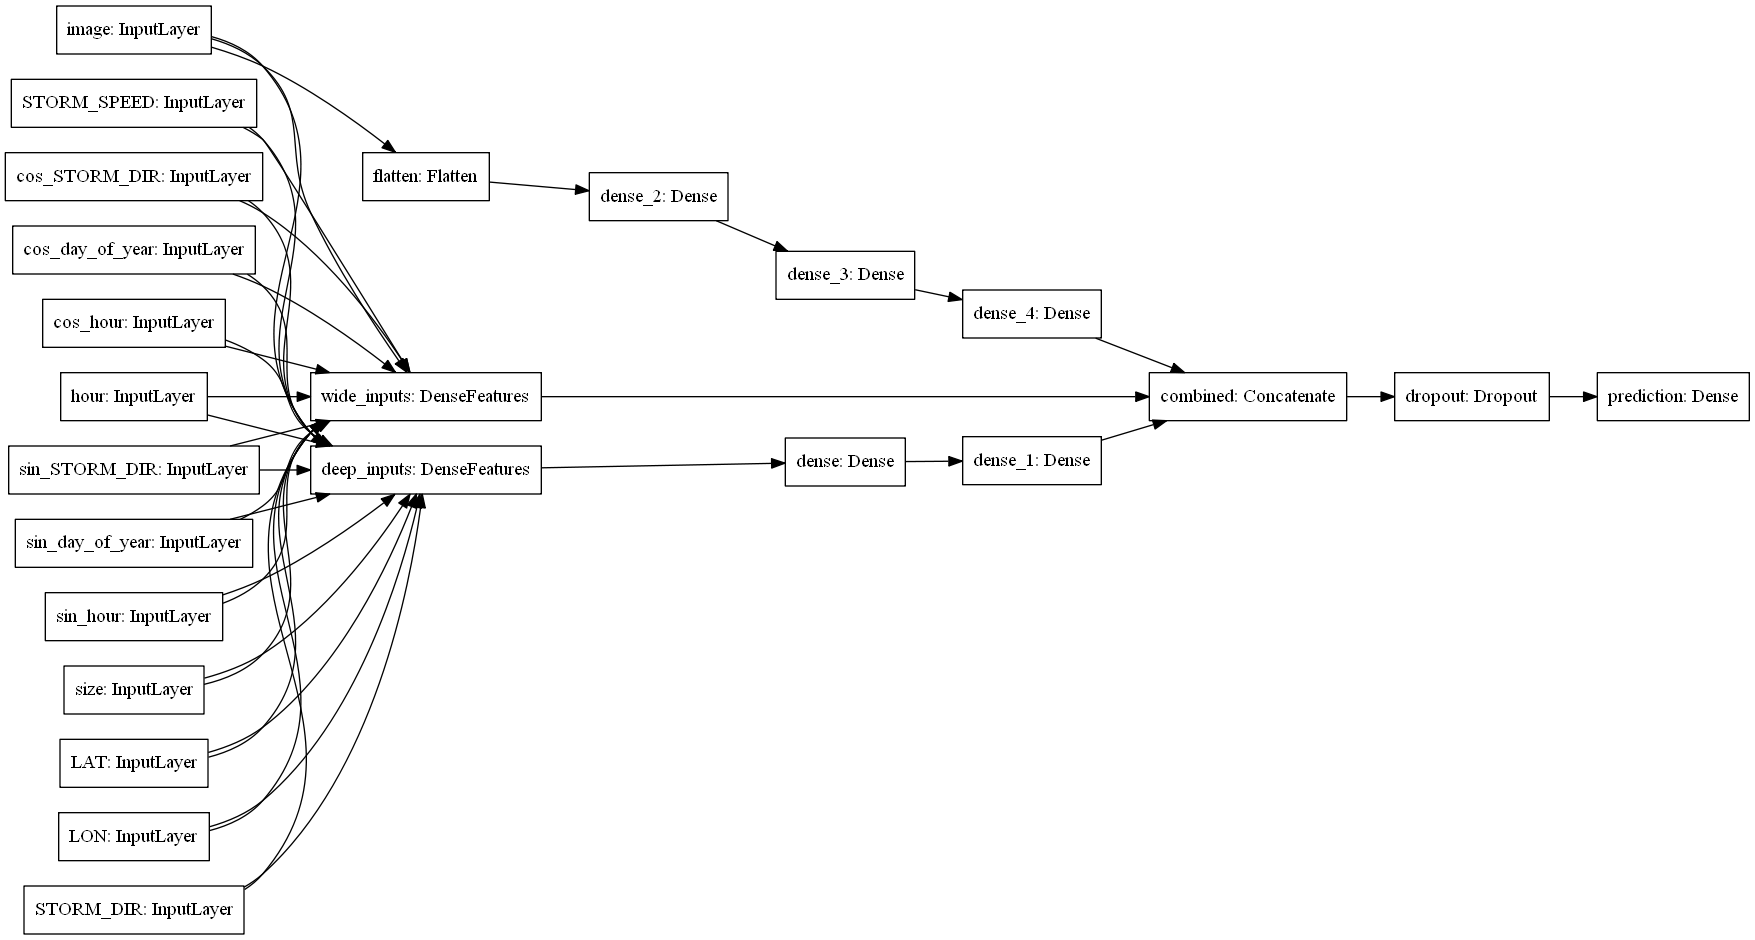 image: InputLayer
STORM_SPEED: InputLayer
cos_STORM_DIR: InputLayer
flatten: Flatten
dense_2: Dense
cos_day_of_year: InputLayer
dense_3: Dense
cos_hour: InputLayer
dense_4: Dense
hour: InputLayer
wide_inputs: DenseFeatures
combined: Concatenate
dropout: Dropout
prediction: Dense
sin_STORM_DIR: InputLayer
deep_inputs: DenseFeatures
dense: Dense
dense_1: Dense
sin_day_of_year: InputLayer
sin_hour: InputLayer
size: InputLayer
LAT: InputLayer
LON: InputLayer
STORM_DIR: InputLayer